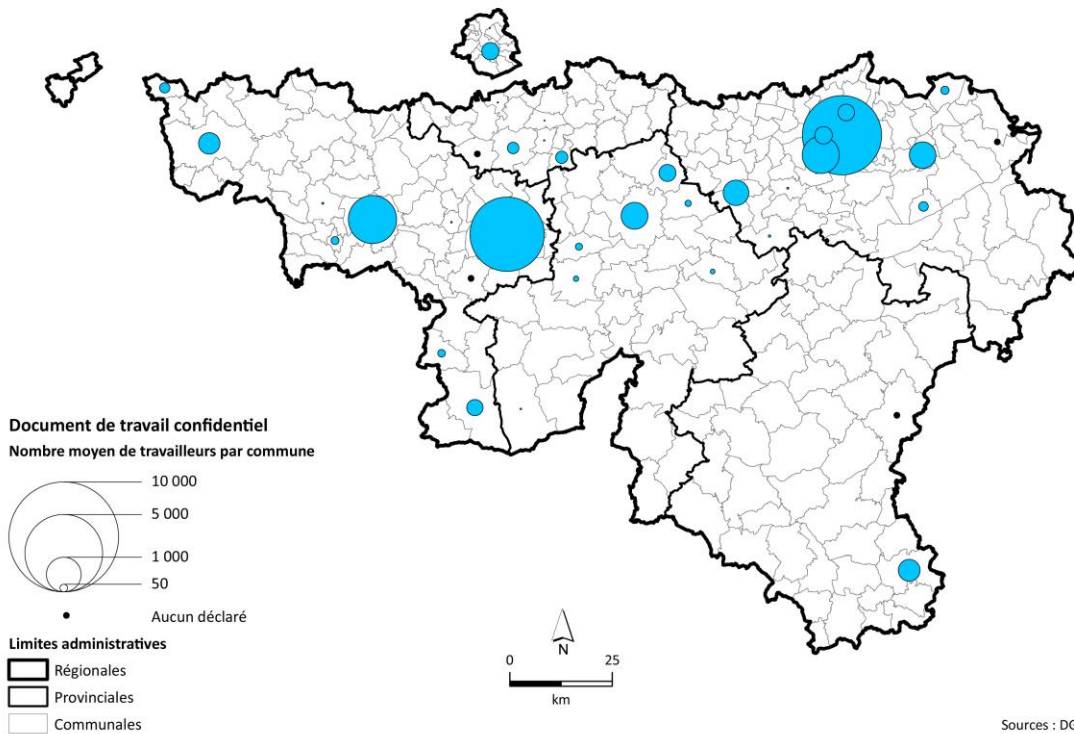 Document de travail confidentiel
Nombre moyen de travailleurs par commune
10 000
5 000
1 000
50
Aucun déclaré
Limites administratives
Régionales
Provinciales
Communales
N
0 25
km
Sources : DG